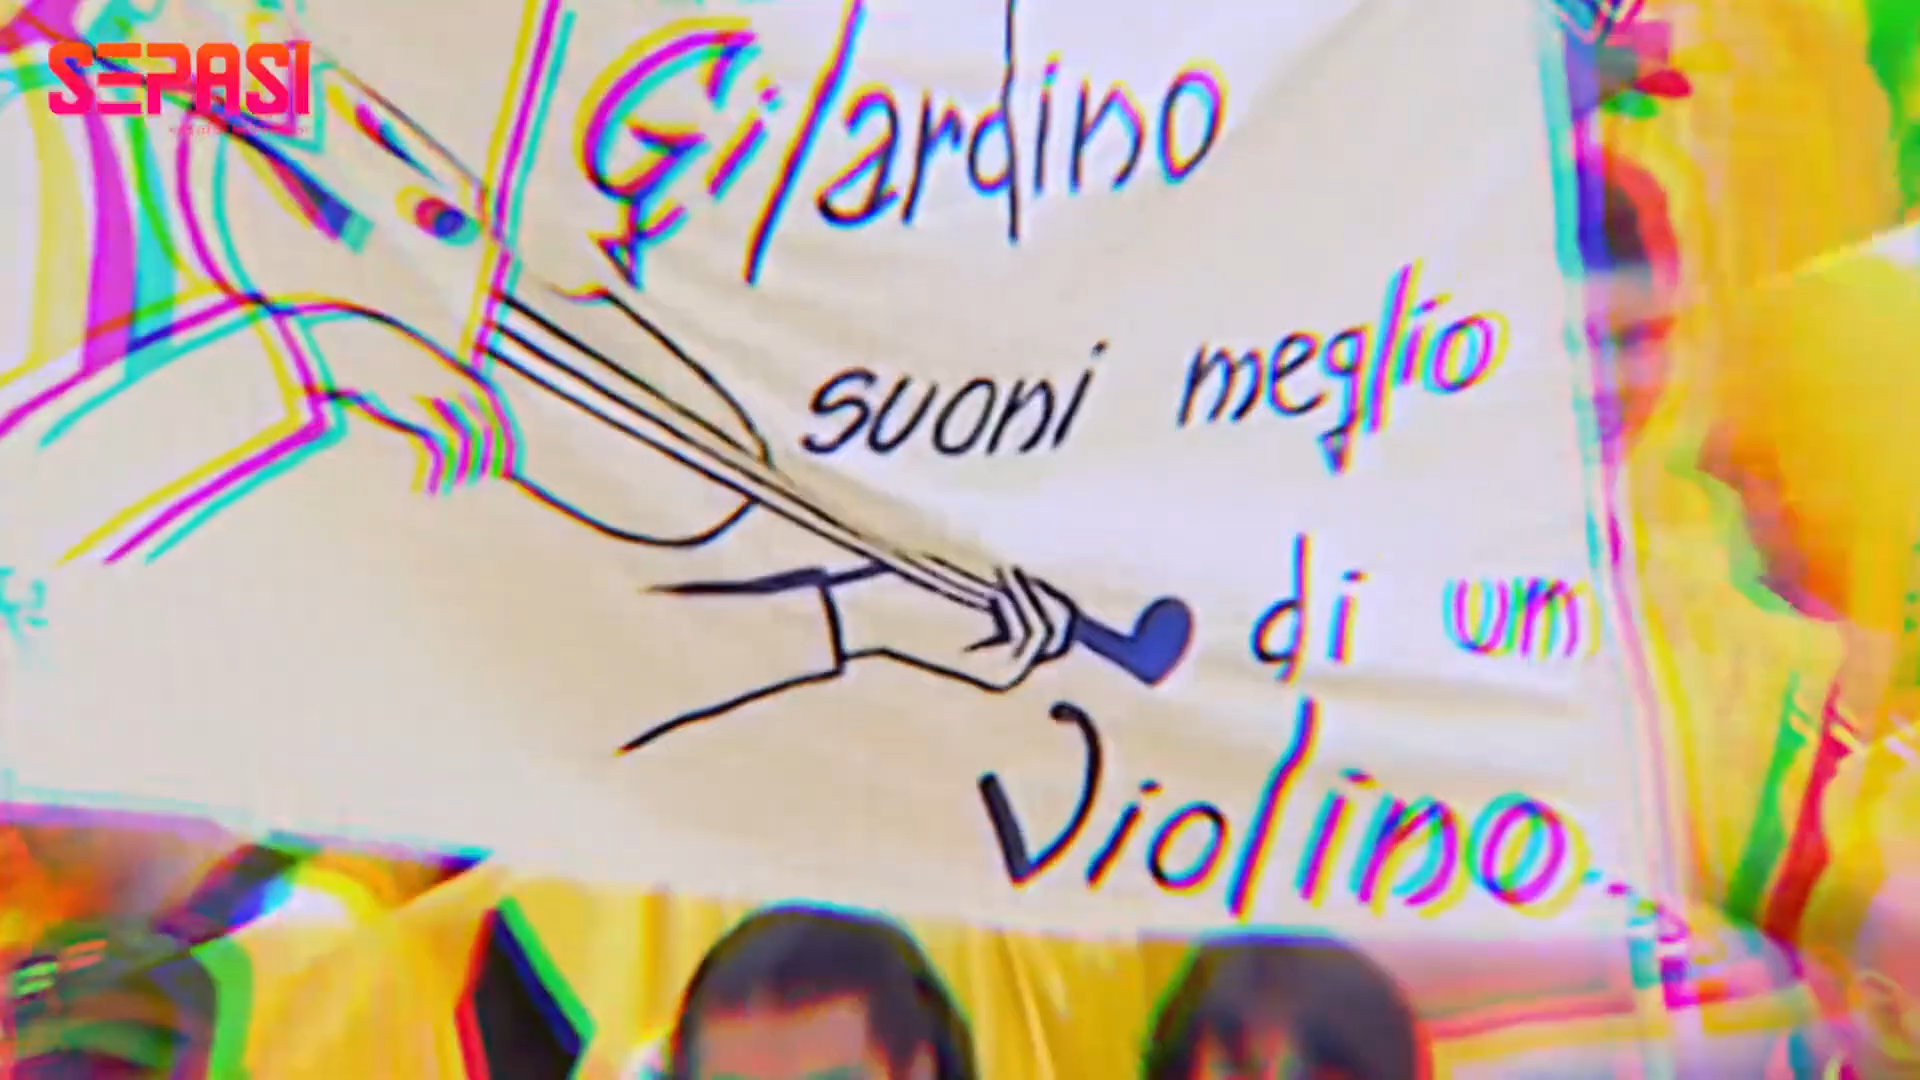 SEPASI
Gilardino
suoni meglio
di un
Violino